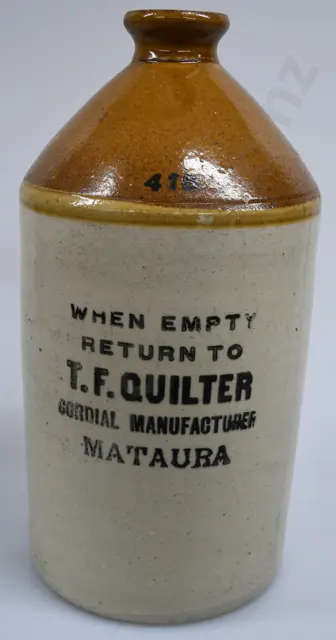 WHEN EMPTY
RETURN TO
T. F. QUILTER
CORDIAL MANUFACTURER
MATAURA